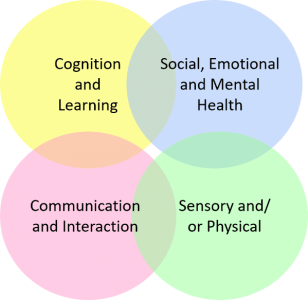 Cognition
and
Learning
Social, Emotional
and Mental
Health
Communication
and Interaction
Sensory and/
or Physical